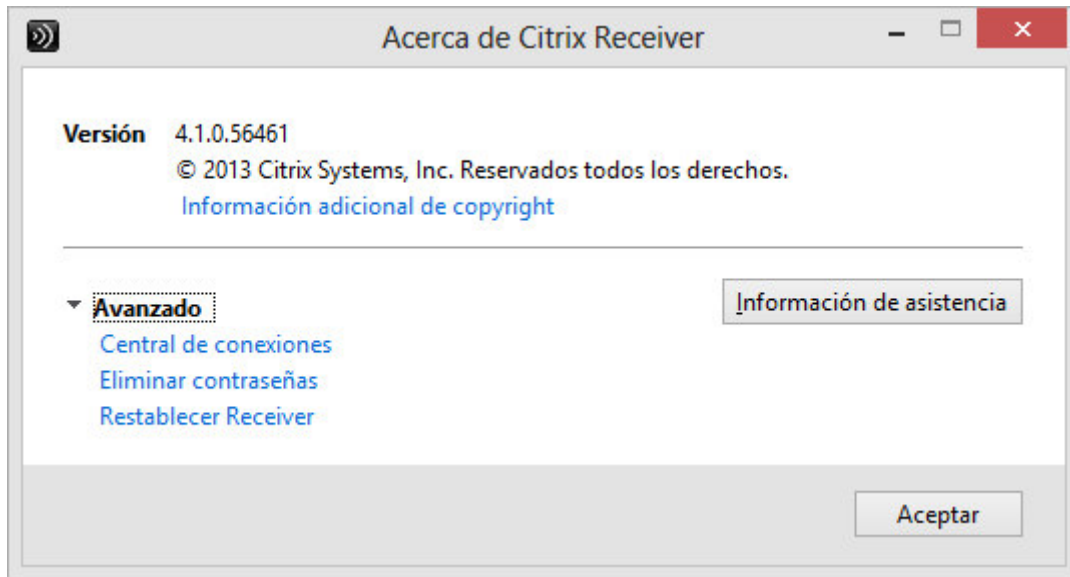 Acerca de Citrix Receiver
Versión 4.1.0.56461
© 2013 Citrix Systems, Inc. Reservados todos los derechos.
Información adicional de copyright
Avanzado
Información de asistencia
Central de conexiones
Eliminar contraseñas
Restablecer Receiver
Aceptar